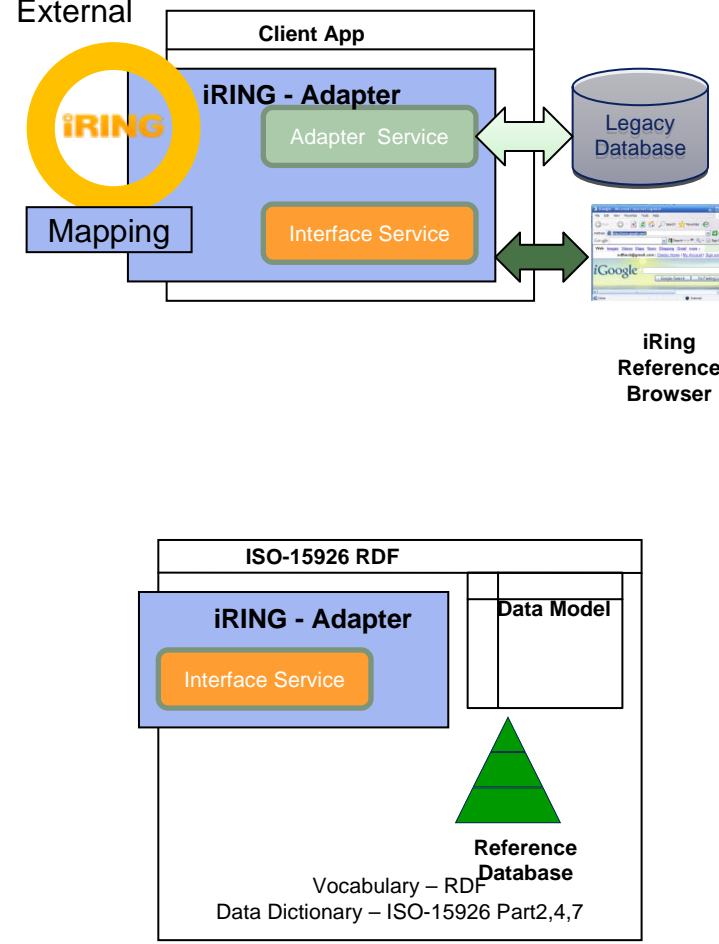 External
Client App
iRING - Adapter
iRING
Adapter Service
Legacy
Database
Mapping
Interface Service
iGoogle
iRing
Reference
Browser
ISO-15926 RDF
iRING - Adapter
Data Model
Interface Service
Reference
Database
Vocabulary – RDF
Data Dictionary – ISO-15926 Part2,4,7